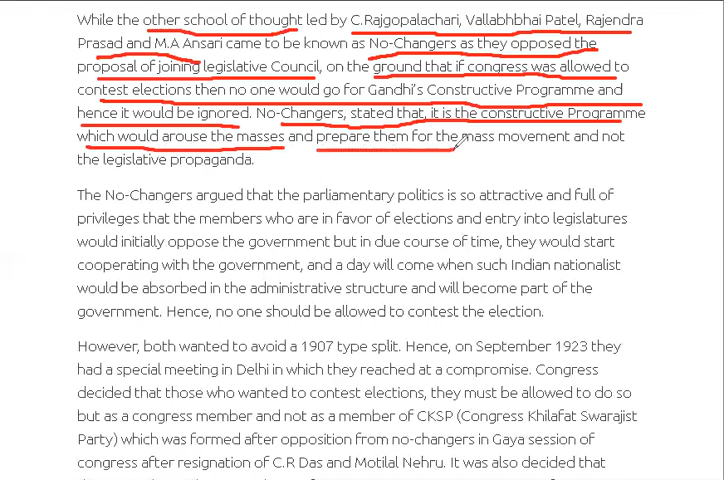 While the other school of thought led by C.Rajgopalachari, Vallabhbhai Patel, Rajendra
Prasad and M.A Ansari came to be known as No-Changers as they opposed the
proposal of joining legislative Council, on the ground that if congress was allowed to
contest elections then no one would go for Gandhi's Constructive Programme and
hence it would be ignored. No-Changers, stated that, it is the constructive Programme
which would arouse the masses and prepare them for the mass movement and not
the legislative propaganda.
The No-Changers argued that the parliamentary politics is so attractive and full of
privileges that the members who are in favor of elections and entry into legislatures
would initially oppose the government but in due course of time, they would start
cooperating with the government, and a day will come when such Indian nationalist
would be absorbed in the administrative structure and will become part of the
government. Hence, no one should be allowed to contest the election.
However, both wanted to avoid a 1907 type split. Hence, on September 1923 they
had a special meeting in Delhi in which they reached at a compromise. Congress
decided that those who wanted to contest elections, they must be allowed to do so
but as a congress member and not as a member of CKSP (Congress Khilafat Swarajist
Party) which was formed after opposition from no-changers in Gaya session of
congress after resignation of C.R Das and Motilal Nehru. It was also decided that